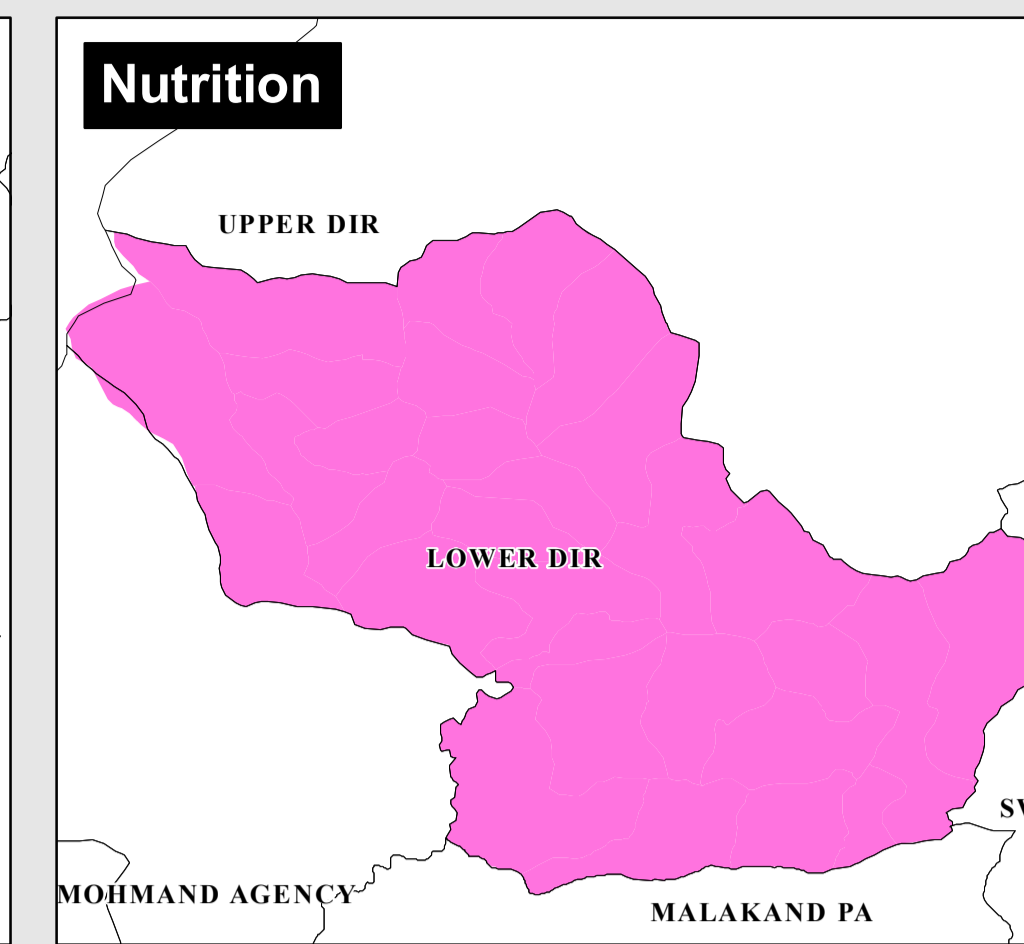 Nutrition
UPPER DIR
LOWER DIR
MOHMAND AGENCY
MALAKAND PA